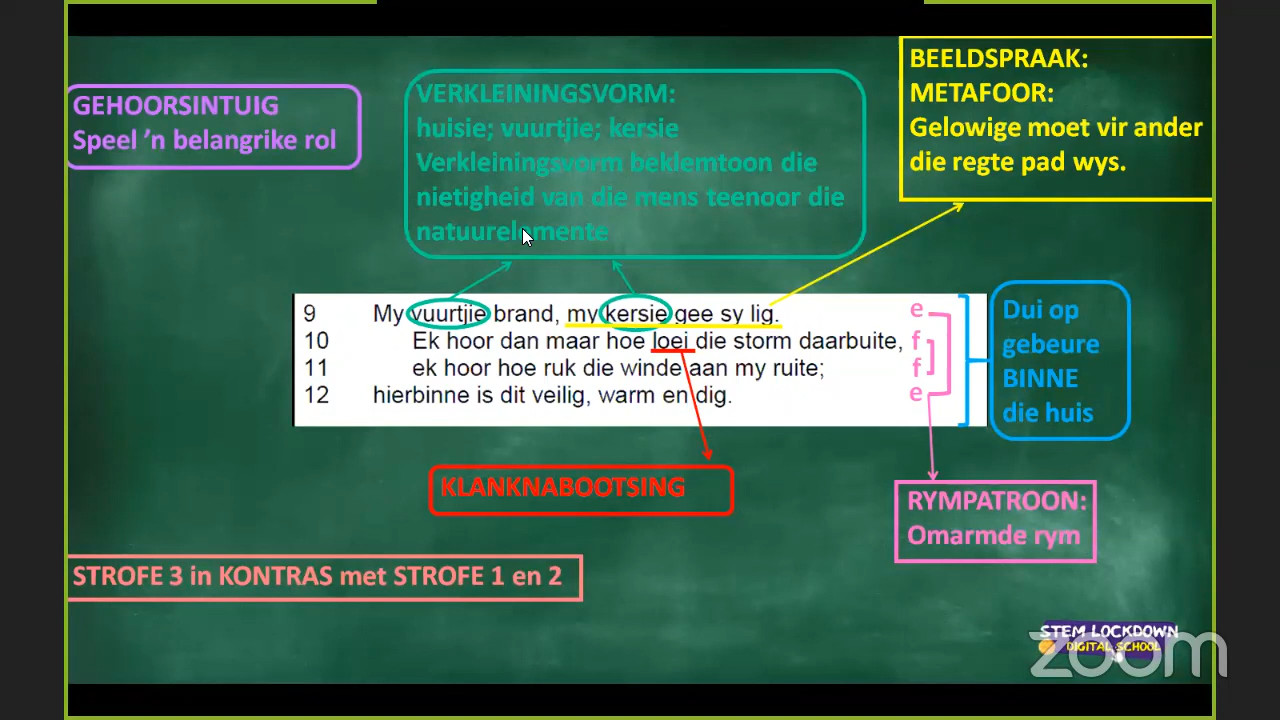 GEHOORSINTUIG
Speel 'n belangrike rol
VERKLEININGSVORM:
huisie; vuurtjie; kersie
Verkleiningsvorm beklemtoon die
nietigheid van die mens teenoor die
natuurelemente
BEELDSPRAAK:
METAFOOR:
Gelowige moet vir ander
die regte pad wys.
9 My vuurtjie brand, my kersie gee sy lig. e
10 Ek hoor dan maar hoe loei die storm daarbuite, f
11 ek hoor hoe ruk die winde aan my ruite; f
12 hierbinne is dit veilig, warm en dig. e
Dui op
gebeure
BINNE
die huis
KLANKNABOOTSING
RYMPATROON:
Omarmde rym
STROFE 3 in KONTRAS met STROFE 1 en 2
STEM LOCKDOWN
DIGITAL SCHOOL
zoom